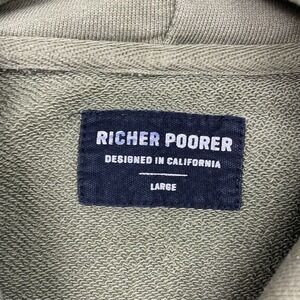 RICHER POORER
DESIGNED IN CALIFORNIA
LARGE